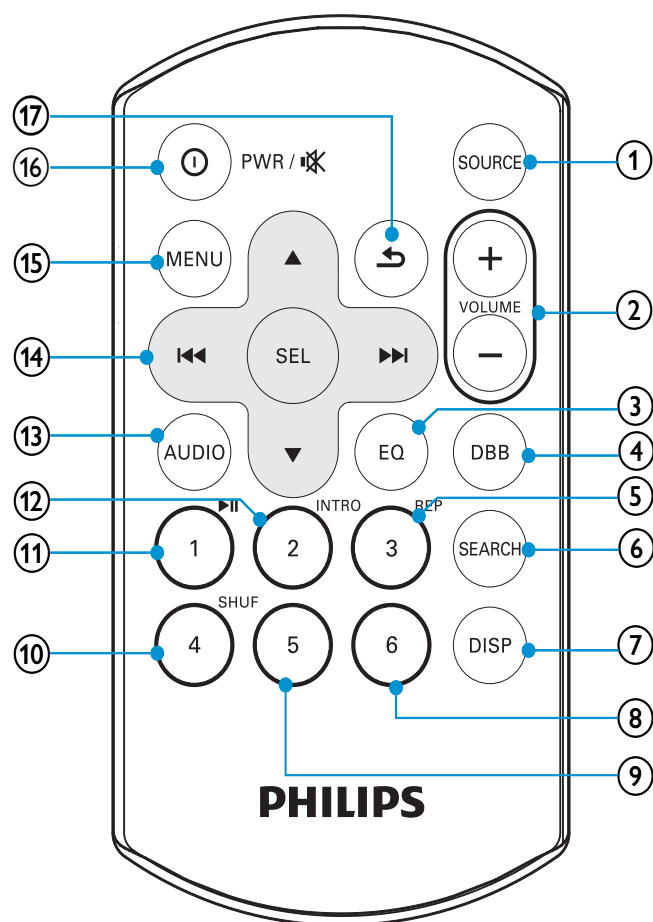 17
16
PWR /
SOURCE
1
15
MENU
+
VOLUME
−
2
14
SEL
3
13
AUDIO
EQ
DBB
4
12
INTRO
REP
5
11
1
2
3
SEARCH
6
SHUF
10
4
5
6
DISP
7
8
9
PHILIPS